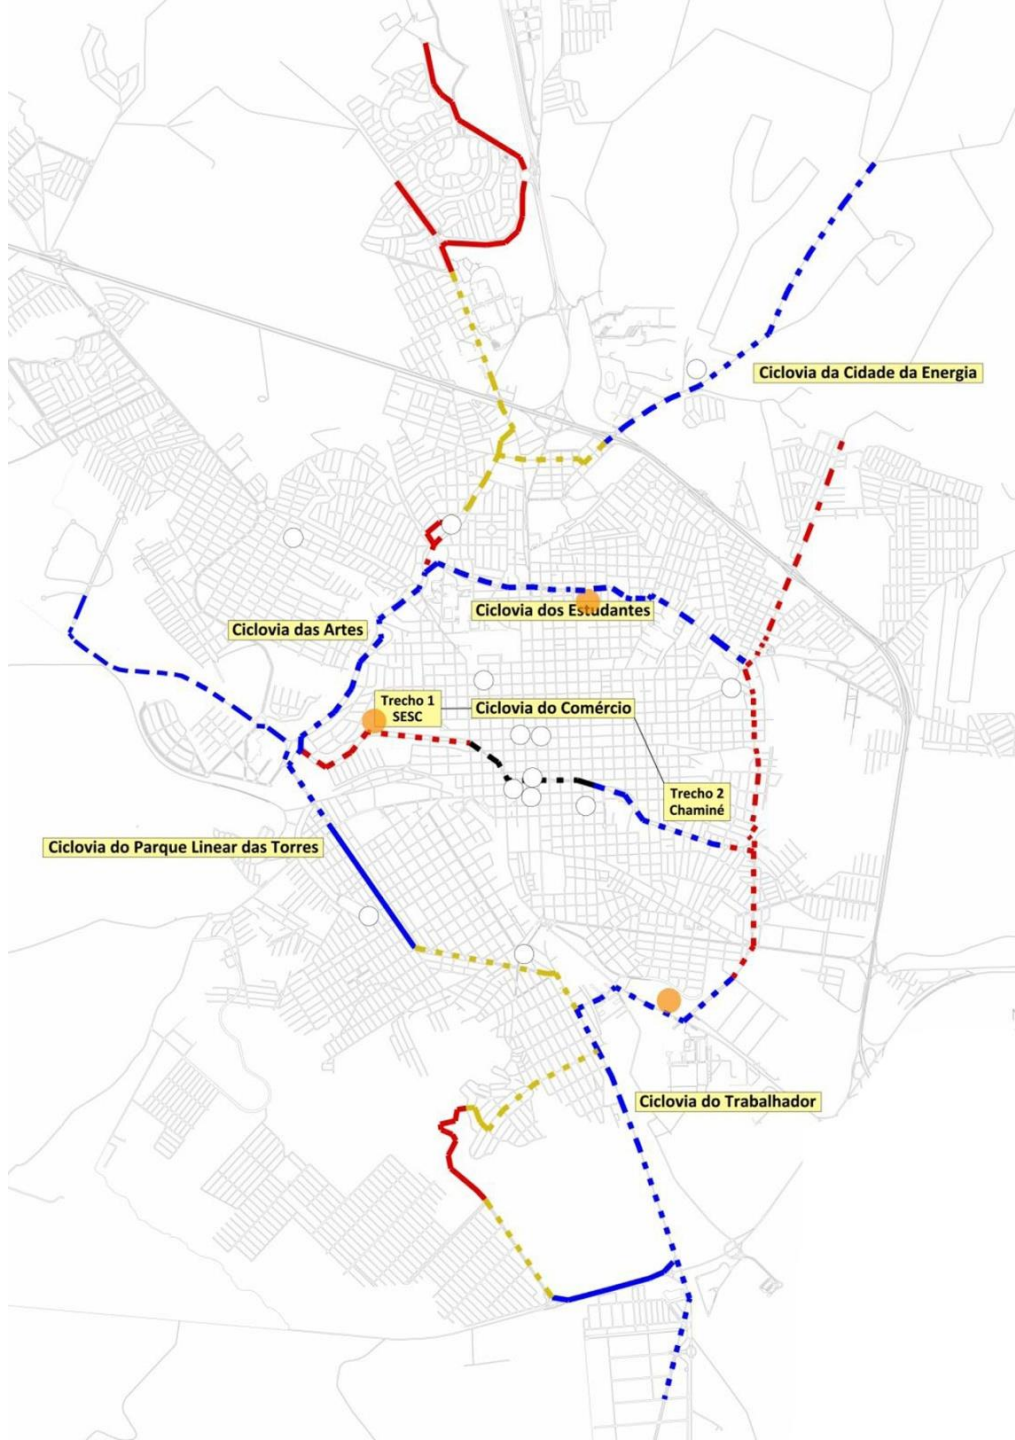 Ciclovia da Cidade da Energia
Ciclovia dos Estudantes
Ciclovia das Artes
Trecho 1
SESC
Ciclovia do Comércio
Trecho 2
Chaminé
Ciclovia do Parque Linear das Torres
Ciclovia do Trabalhador